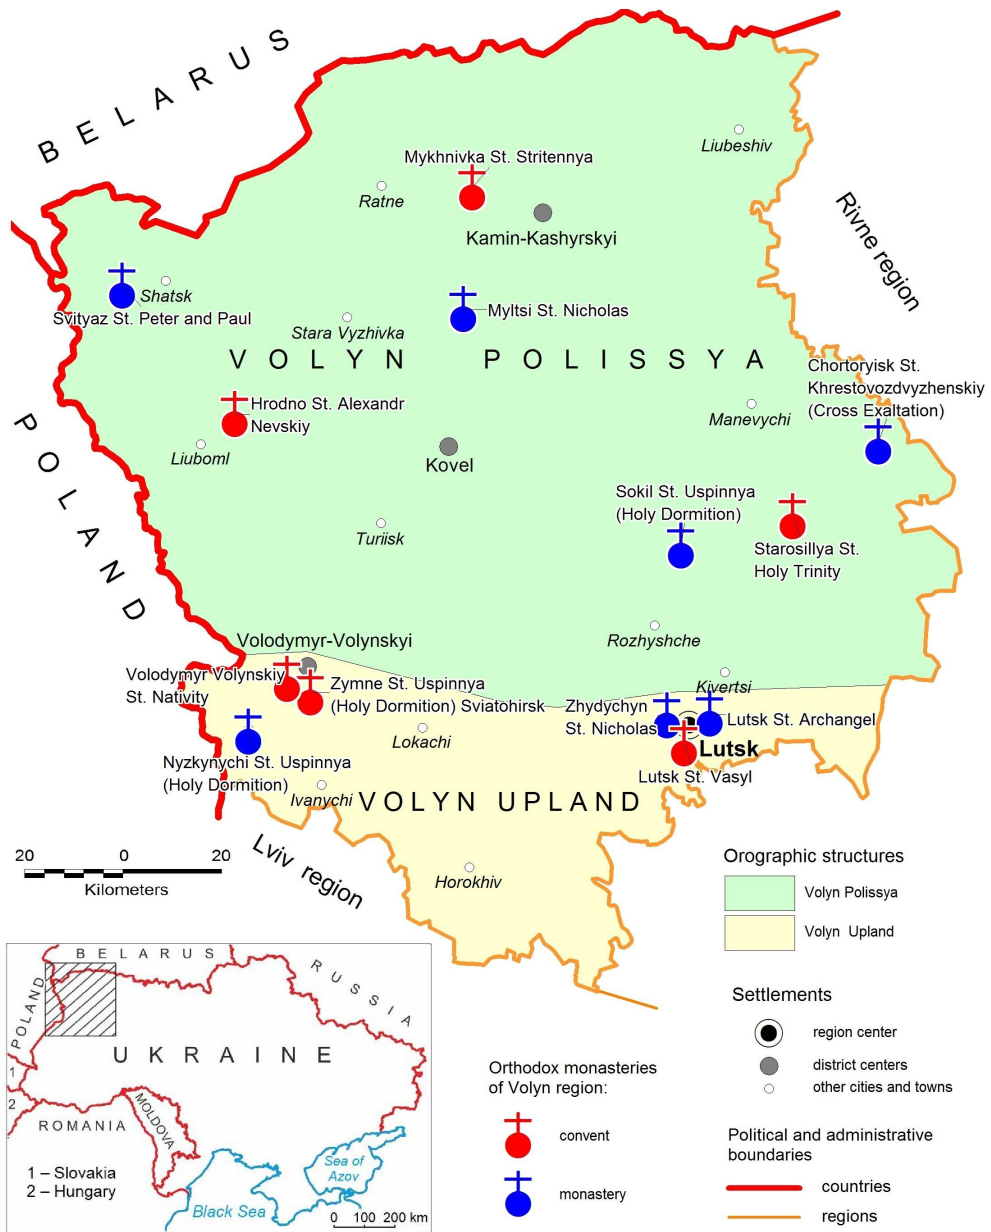 BELARUS
Liubeshiv
Mykhnivka St. Stritennya
Ratne
Kamin-Kashyrskyi
Rivne region
Shatsk
Svityaz St. Peter and Paul
Myltsi St. Nicholas
Stara Vyzhivka
VOLYN POLISSYA
Chortoryisk St.
Khrestovozdvyzhenskiy
(Cross Exaltation)
Hrodno St. Alexandr
Nevskiy
Manevychi
POLAND
Liuboml
Kovel
Sokil St. Uspinnya
(Holy Dormition)
Turiisk
Starosillya St.
Holy Trinity
Rozhyshche
Volodymyr-Volynskyi
Volodymyr Volynskiy
St. Nativity
Zymne St. Uspinnya
(Holy Dormition) Sviatohirsk
Kivertsi
Zhydychyn
St. Nicholas
Lutsk St. Archangel
Lokachi
Lutsk
Nyzkynychi St. Uspinnya
(Holy Dormition)
Lutsk St. Vasyl
Ivanychi
VOLYN UPLAND
Lviv region
20 0 20
Kilometers
Horokhiv
Orographic structures
Volyn Polissya
Volyn Upland
Settlements
region center
district centers
other cities and towns
Orthodox monasteries
of Volyn region:
convent
monastery
Political and administrative
boundaries
countries
regions
BELARUS
RUSSIA
POLAND
UKRAINE
1
2
MOLDOVA
ROMANIA
1 – Slovakia
2 – Hungary
Sea of
Azov
Black Sea
0 100 200 km